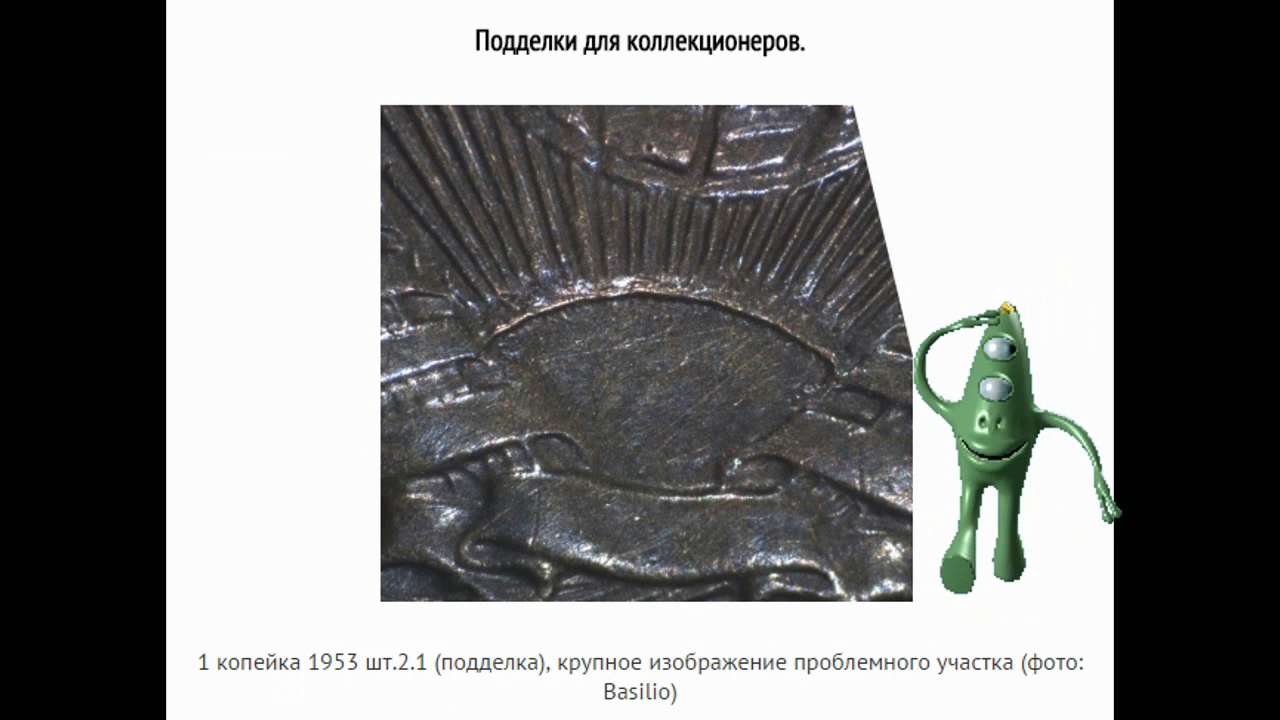 Подделки для коллекционеров.
1 копейка 1953 шт.2.1 (подделка), крупное изображение проблемного участка (фото:
Basilio)